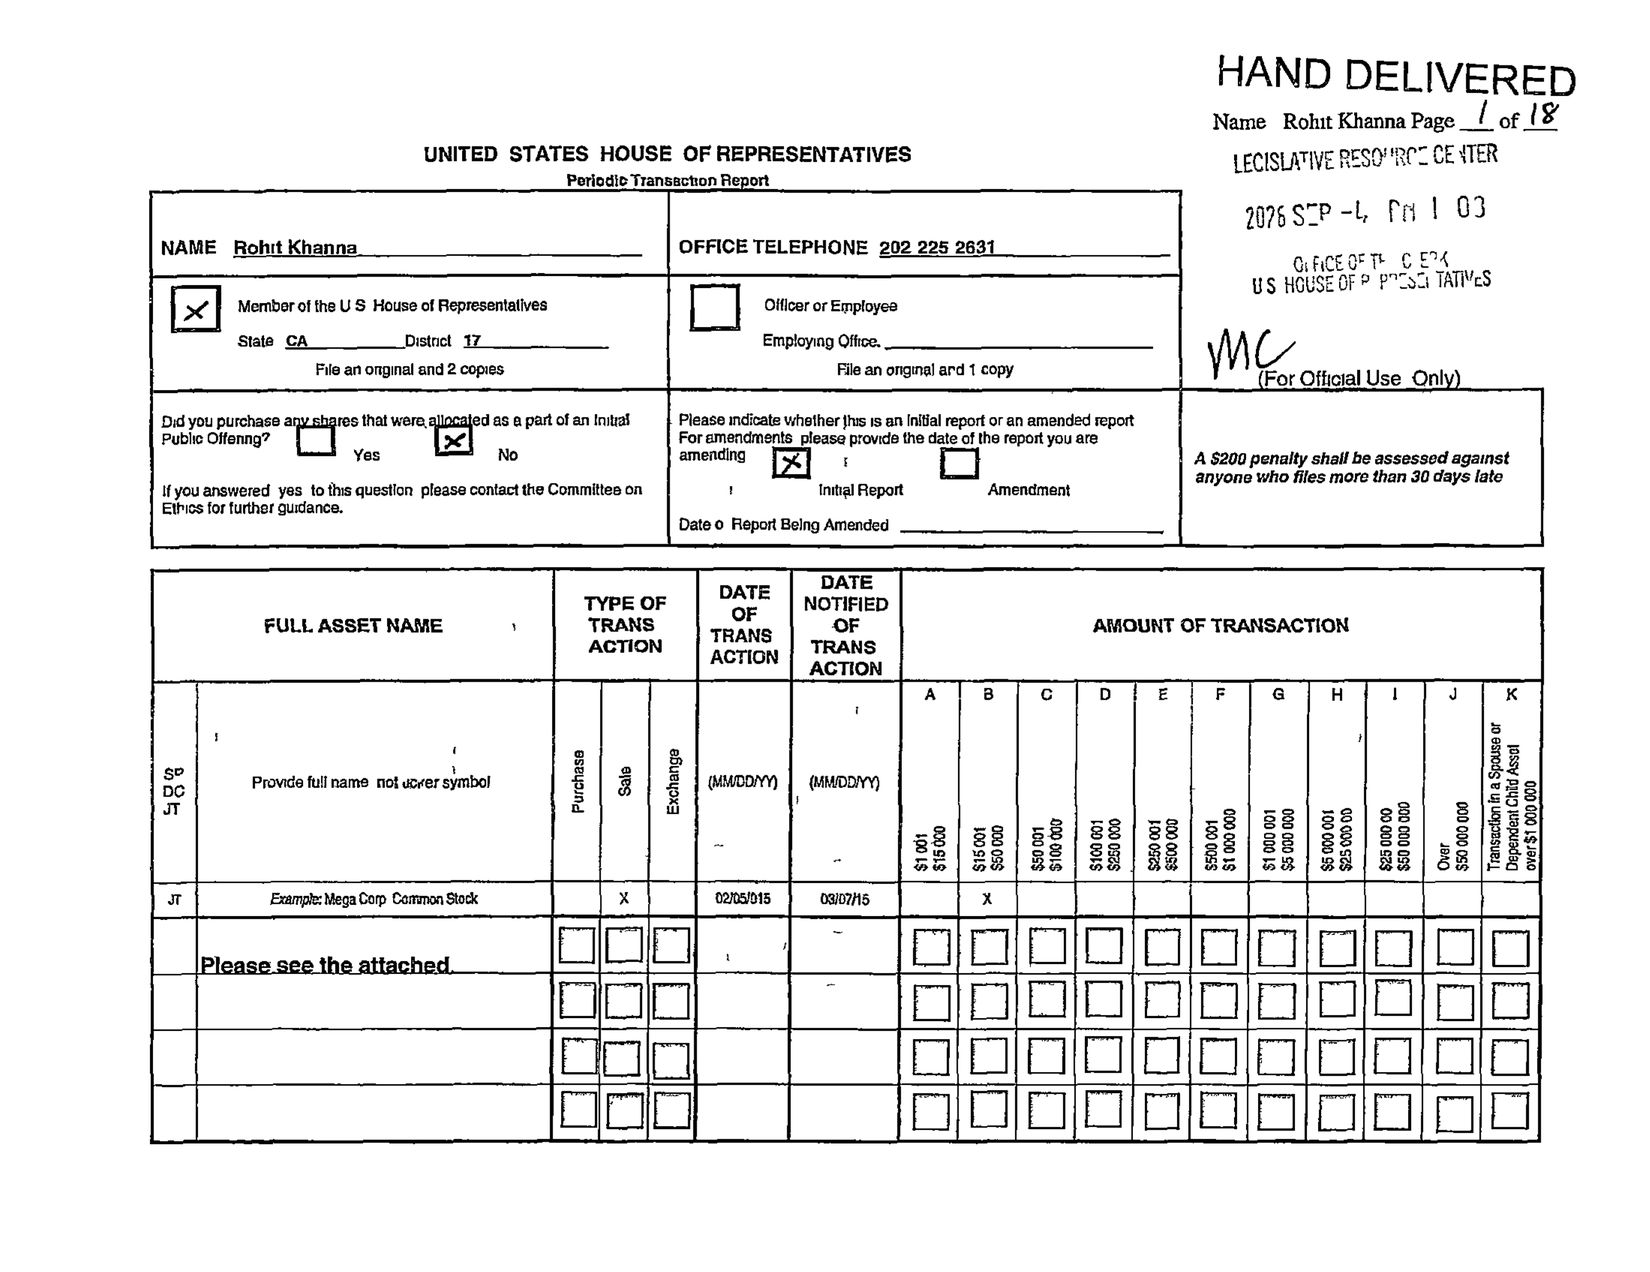 HAND DELIVERED
Name Rohit Khanna Page 1 of 18
UNITED STATES HOUSE OF REPRESENTATIVES
Periodic Transaction Report
PM 1 03
U S HOUSE OF
MC
(For Official Use Only)
NAME Rohit Khanna
OFFICE TELEPHONE 202 225 2631
Member of the U S House of Representatives
State CA District 17
File an original and 2 copies
Officer or Employee
Employing Office.
File an original and 1 copy
Did you purchase any shares that were allocated as a part of an Initial
Public Offering?
Yes
No
If you answered yes to this question please contact the Committee on
Ethics for further guidance.
Please indicate whether this is an initial report or an amended report
For amendments please provide the date of the report you are
amending
Initial Report
Amendment
Date o Report Being Amended
A $200 penalty shall be assessed against
anyone who files more than 30 days late
FULL ASSET NAME
TYPE OF
TRANS
ACTION
DATE
OF
TRANS
ACTION
DATE
NOTIFIED
OF
TRANS
ACTION
AMOUNT OF TRANSACTION
SP
DC
JT
Provide full name not symbol
Purchase
Sale
Exchange
(MM/DD/YY)
(MM/DD/YY)
A
$1 001
$15 000
B
$15 001
$50 000
C
$50 001
$100 000
D
$100 001
$250 000
E
$250 001
$500 000
F
$500 001
$1 000 000
G
$1 000 001
$5 000 000
H
$5 000 001
$25 000 00
I
$25 000 00
$50 000 000
J
Over
$50 000 000
K
Transaction in a Spouse or
Dependent Child Asset
over $1 000 000
JT Example: Mega Corp Common Stock X 02/05/015 03/07/15 X
Please see the attached